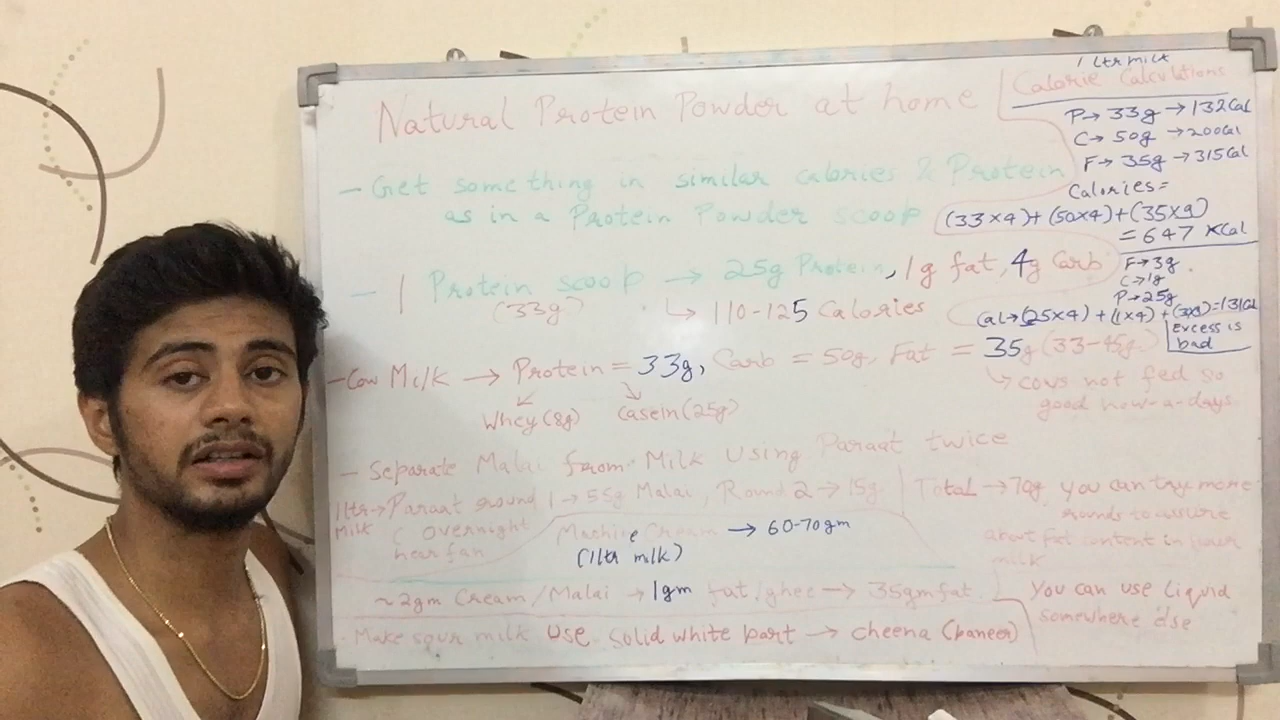 Natural Protein Powder at home
- Get something in similar calories & Protein
as in a Protein Powder scoop
- 1 Protein scoop → 25g Protein, 1g fat, 4g Carb
(33g)
↳ 110-125 Calories
- Cow Milk → Protein = 33g, Carb = 50g, Fat = 35g (33-45g)
Whey (8g) casein (25g)
↳ cows not fed so
good now-a-days
- Separate Malai from Milk Using Paraat twice
1ltr → Paraat round 1 → 55g Malai, Round 2 → 15g
Milk
( overnight
near fan
Total → 70g you can try more
rounds to assure
about fat content in lower
milk
Machine Cream → 60-70gm
(1ltr milk)
~2gm Cream/Malai → 1gm fat/ghee → 35gm fat
- Make sour milk use solid white part → cheena (paneer)
You can use liquid
somewhere else
1 Ltr milk
Calorie Calculations
P → 33g → 132Cal
C → 50g → 200Cal
F → 35g → 315Cal
Calories =
(33×4) + (50×4) + (35×9)
= 647 KCal
F → 3g
C → 1g
P → 25g
Cal → (25×4) + (1×4) + (3×9) = 131Cal
Excess is
bad